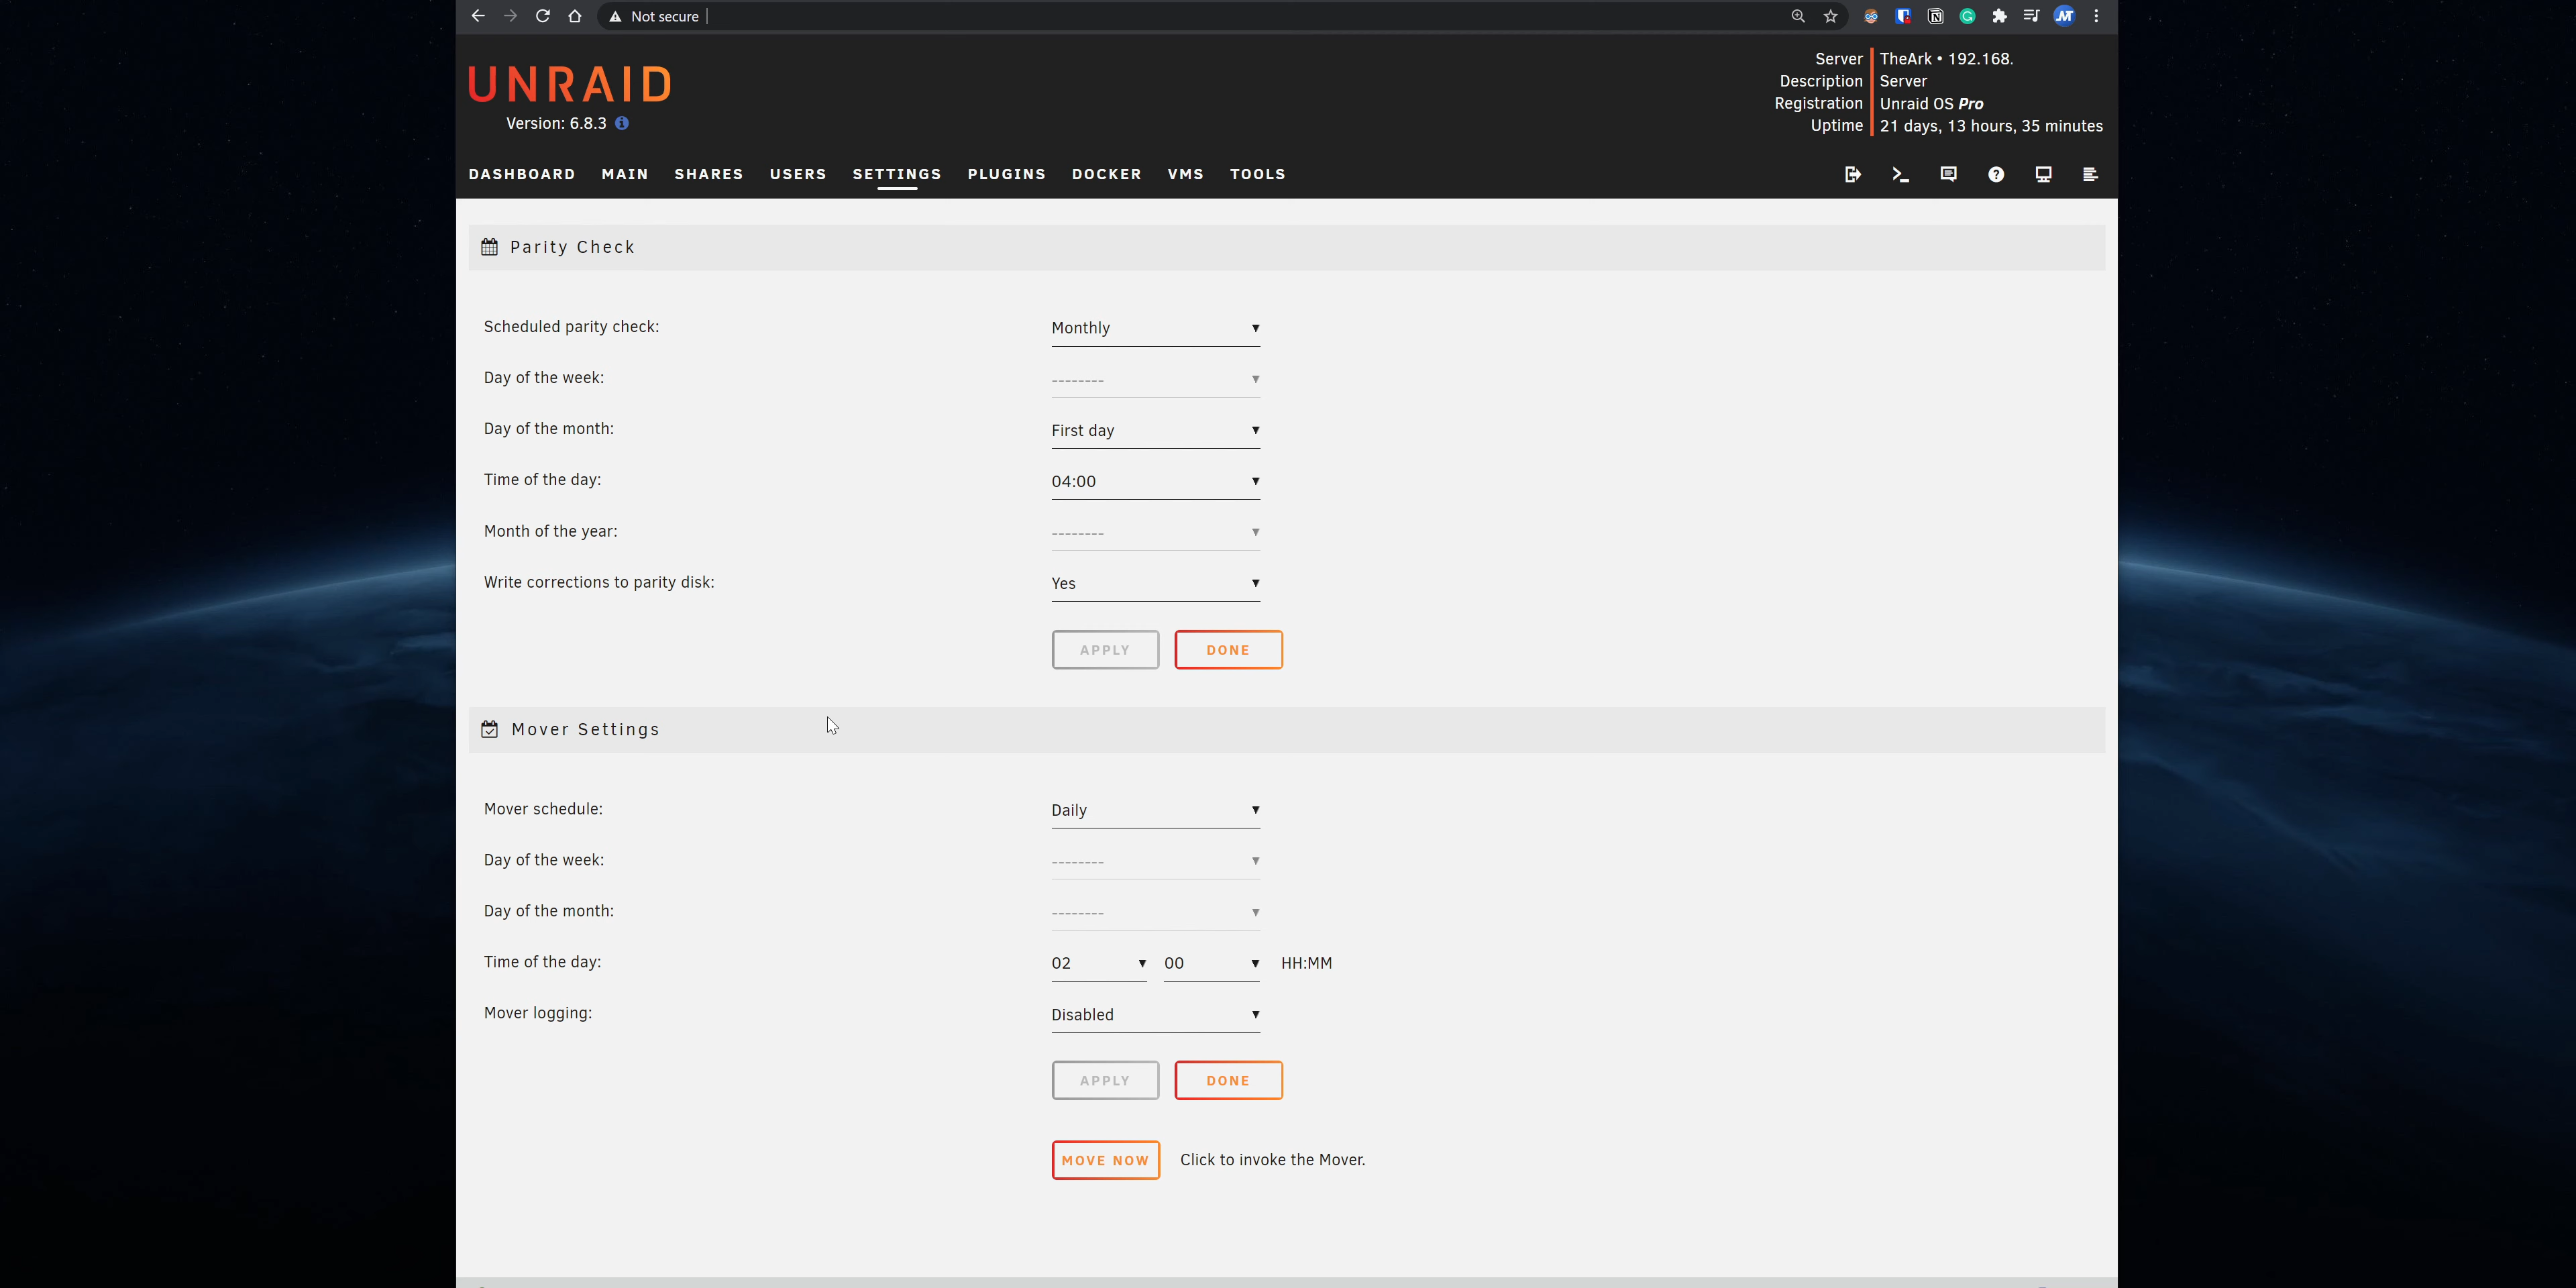 Not secure
UNRAID
Version: 6.8.3
Server TheArk • 192.168.
Description Server
Registration Unraid OS Pro
Uptime 21 days, 13 hours, 35 minutes
DASHBOARD MAIN SHARES USERS SETTINGS PLUGINS DOCKER VMS TOOLS
Parity Check
Scheduled parity check: Monthly
Day of the week: --------
Day of the month: First day
Time of the day: 04:00
Month of the year: --------
Write corrections to parity disk: Yes
APPLY DONE
Mover Settings
Mover schedule: Daily
Day of the week: --------
Day of the month: --------
Time of the day: 02 00 HH:MM
Mover logging: Disabled
APPLY DONE
MOVE NOW Click to invoke the Mover.